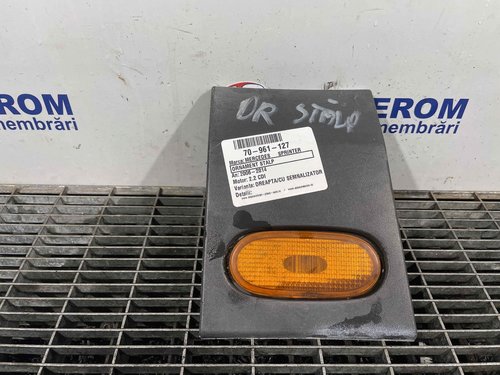 DR STÂLP
70-961-127
Marca: MERCEDES SPRINTER
ORNAMENT STALP
An: 2006-2014
Motor: 2.2 CDI
Varianta: DREAPTA/CU SEMNALIZATOR
Detalii:
EROM
membrări
EROM
membrări